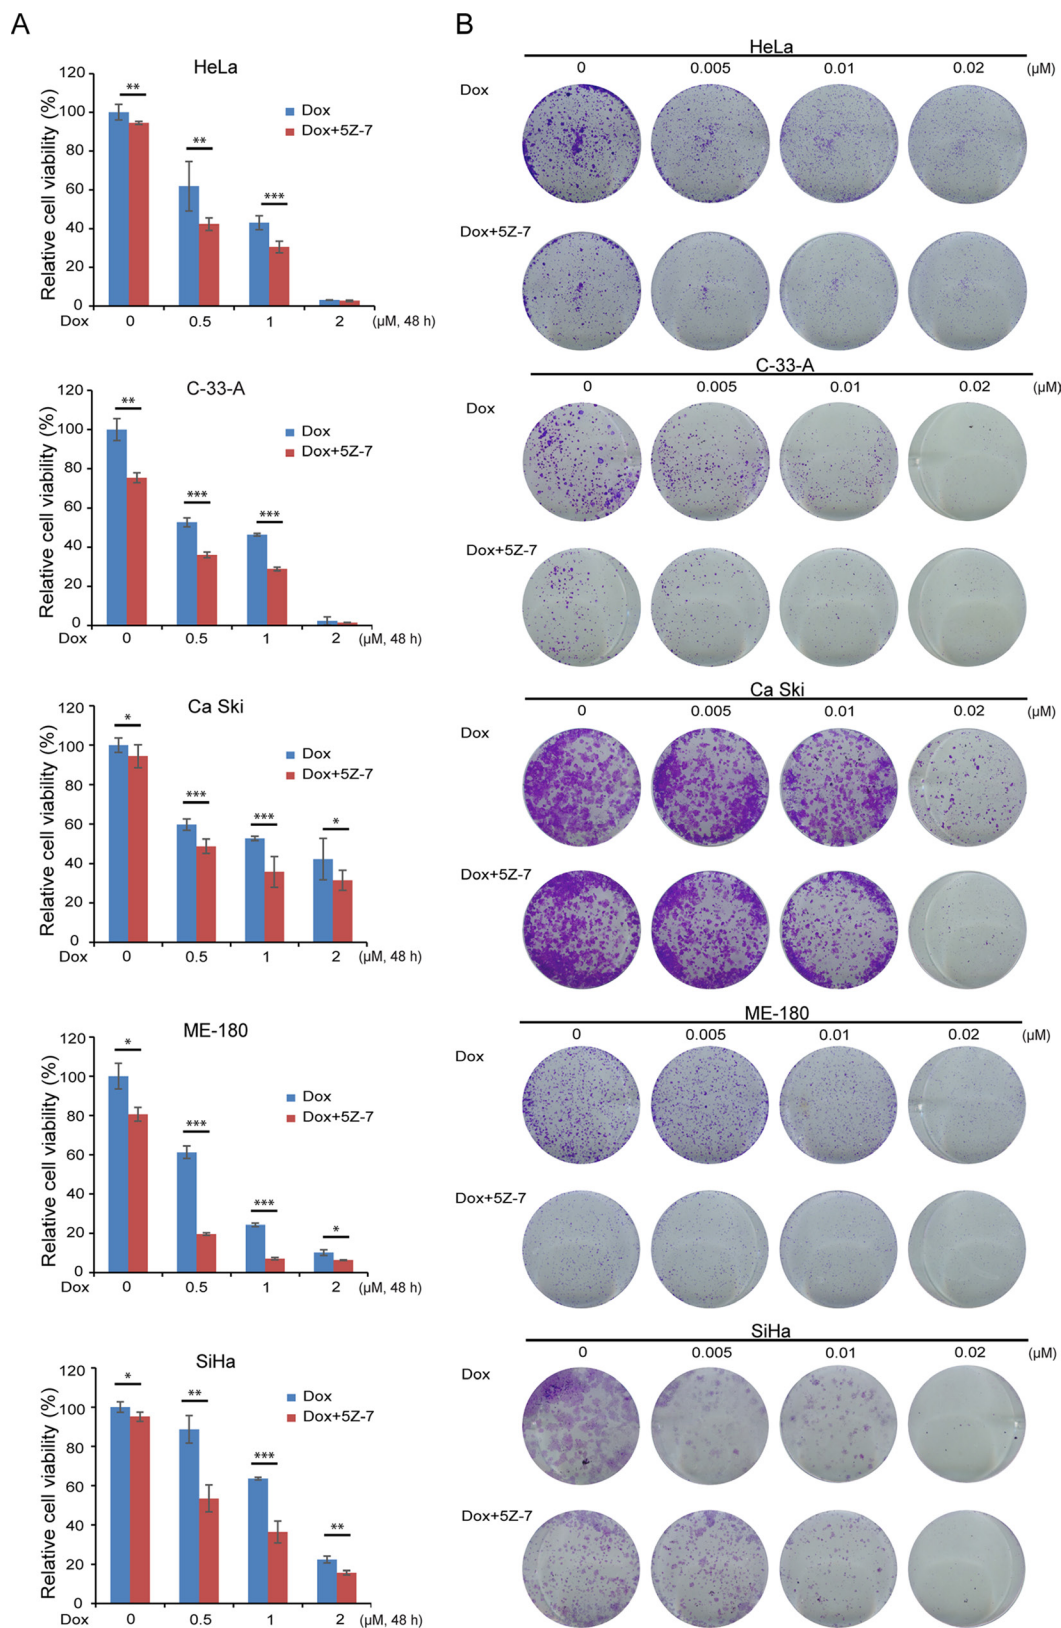 A
HeLa
Relative cell viability (%)
120
100
80
60
40
20
0
**
**
***
Dox
Dox+5Z-7
Dox 0 0.5 1 2 (µM, 48 h)
C-33-A
Relative cell viability (%)
120
100
80
60
40
20
0
**
***
***
Dox
Dox+5Z-7
Dox 0 0.5 1 2 (µM, 48 h)
Ca Ski
Relative cell viability (%)
120
100
80
60
40
20
0
*
***
***
*
Dox
Dox+5Z-7
Dox 0 0.5 1 2 (µM, 48 h)
ME-180
Relative cell viability (%)
120
100
80
60
40
20
0
*
***
***
*
Dox
Dox+5Z-7
Dox 0 0.5 1 2 (µM, 48 h)
SiHa
Relative cell viability (%)
120
100
80
60
40
20
0
*
**
***
**
Dox
Dox+5Z-7
Dox 0 0.5 1 2 (µM, 48 h)
B
HeLa
0 0.005 0.01 0.02 (µM)
Dox
Dox+5Z-7
C-33-A
0 0.005 0.01 0.02 (µM)
Dox
Dox+5Z-7
Ca Ski
0 0.005 0.01 0.02 (µM)
Dox
Dox+5Z-7
ME-180
0 0.005 0.01 0.02 (µM)
Dox
Dox+5Z-7
SiHa
0 0.005 0.01 0.02 (µM)
Dox
Dox+5Z-7